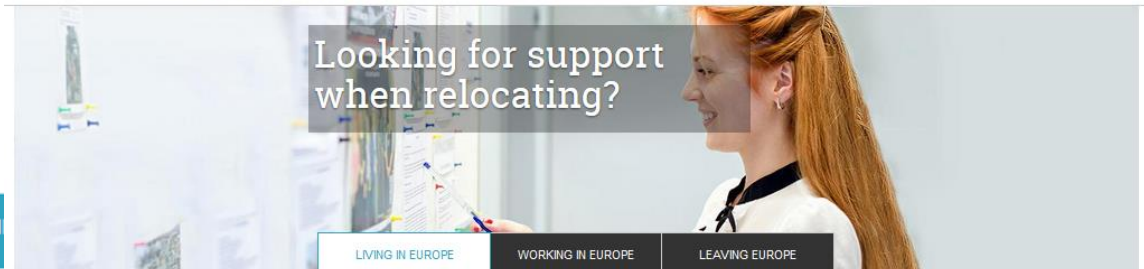 Looking for support
when relocating?
LIVING IN EUROPE
WORKING IN EUROPE
LEAVING EUROPE